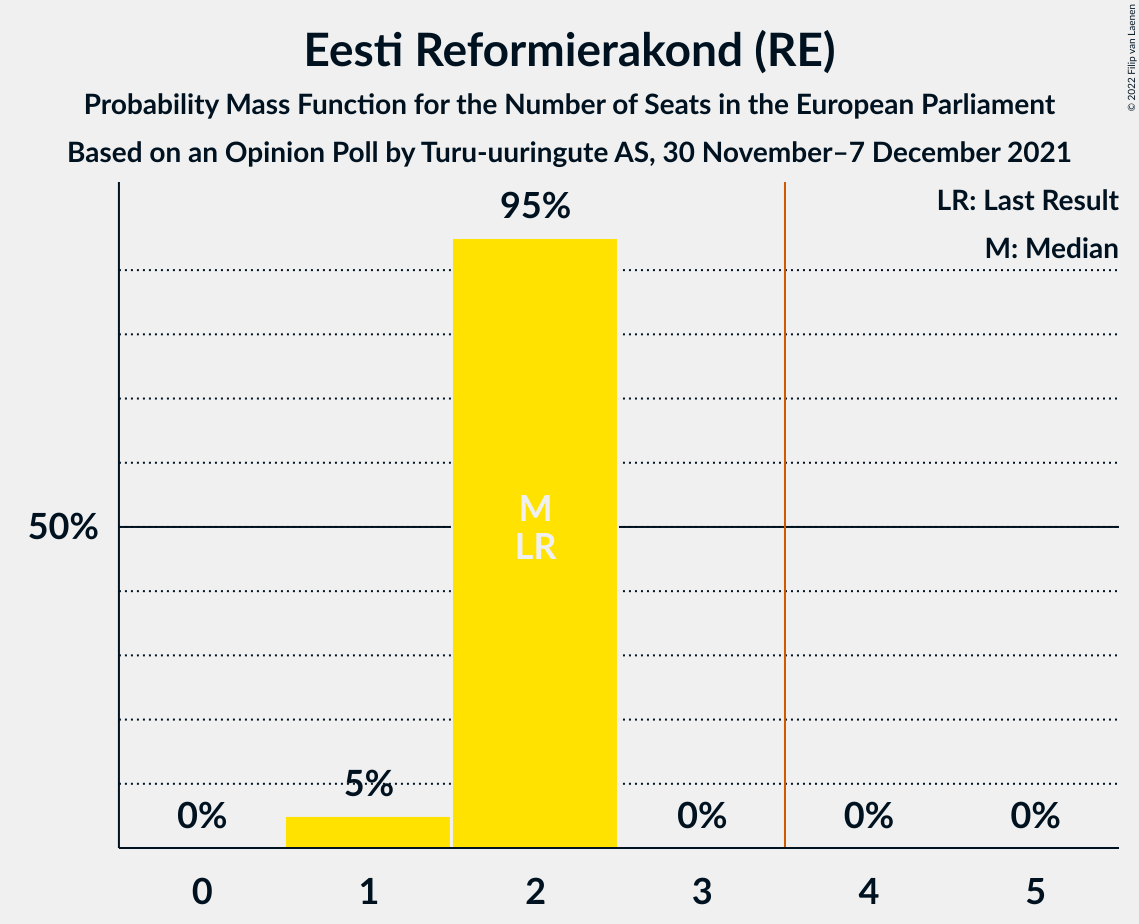 Eesti Reformierakond (RE)
Probability Mass Function for the Number of Seats in the European Parliament
Based on an Opinion Poll by Turu-uuringute AS, 30 November–7 December 2021
© 2022 Filip van Laenen
LR: Last Result
M: Median
95%
50%
M
LR
5%
0%
0%
0%
0%
0
1
2
3
4
5